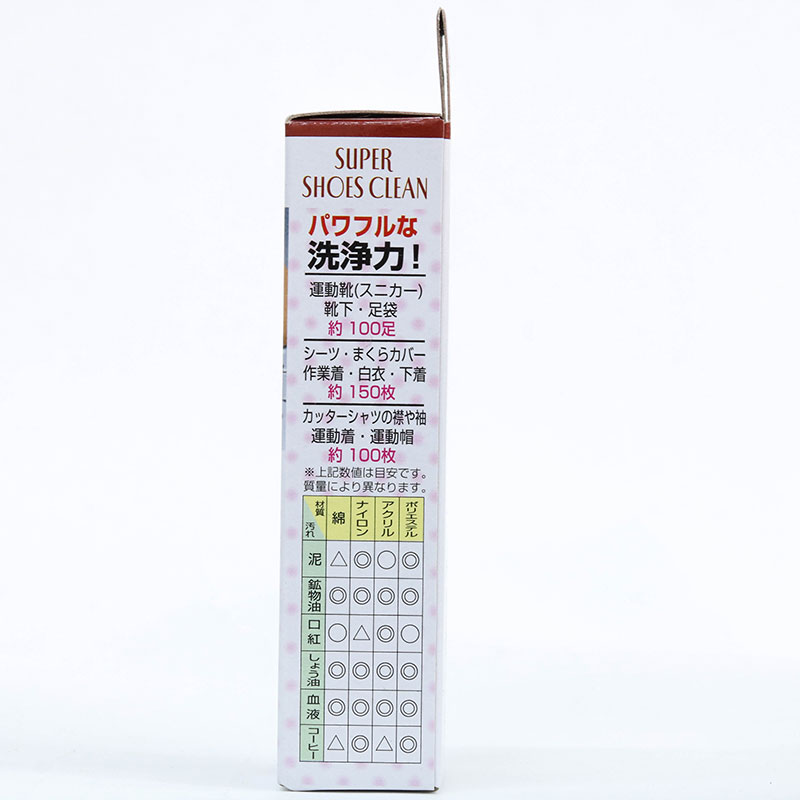 SUPER
SHOES CLEAN
パワフルな
洗浄力！
運動靴(スニカー)
靴下・足袋
約100足
シーツ・まくらカバー
作業着・白衣・下着
約150枚
カッターシャツの襟や袖
運動着・運動帽
約100枚
※上記数値は目安です。
質量により異なります。
材質 汚れ 綿 ナイロン アクリル ポリエステル
泥 △ ◎ ○ ◎
鉱物油 ◎ ◎ ◎ ◎
口紅 ○ △ ◎ ○
しょう油 ◎ ◎ ◎ ◎
血液 ◎ ◎ ◎ ◎
コーヒー △ ◎ △ ◎